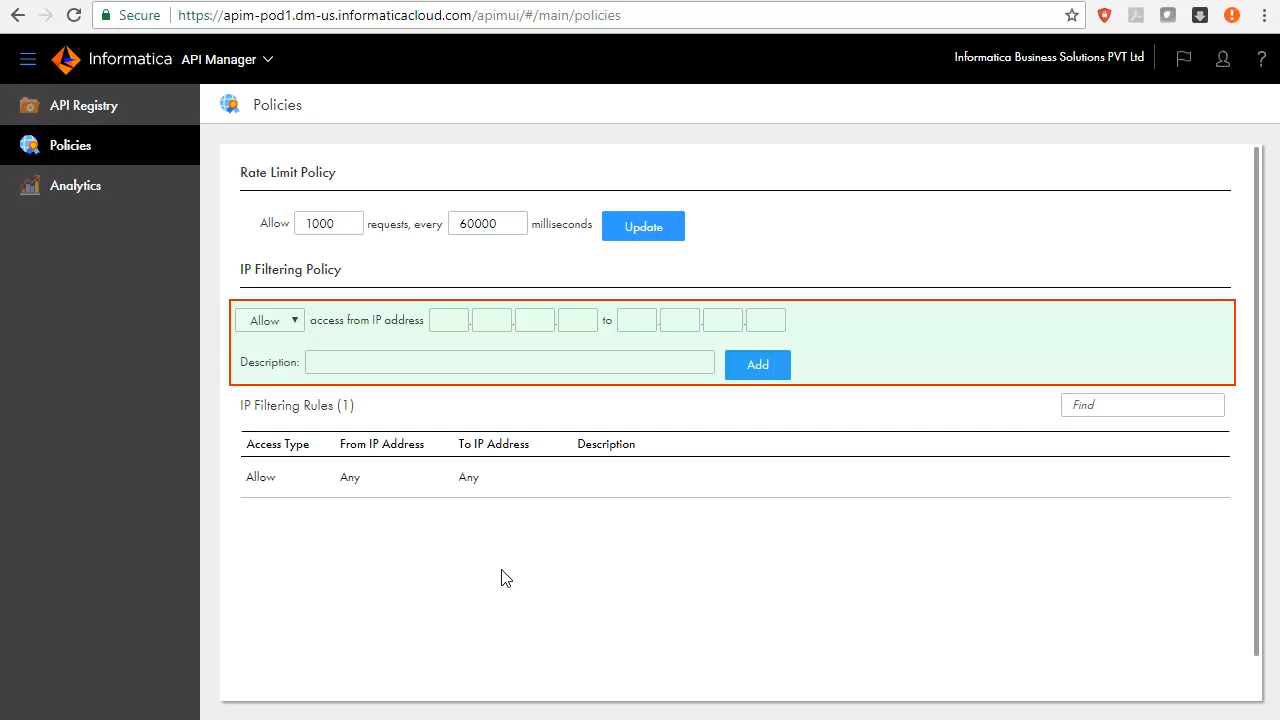 Secure https://apim-pod1.dm-us.informaticacloud.com/apimui/#/main/policies
Informatica API Manager Informatica Business Solutions PVT Ltd ?
API Registry
Policies
Analytics
Policies
Rate Limit Policy
Allow 1000 requests, every 60000 milliseconds Update
IP Filtering Policy
Allow access from IP address . . . to . . .
Description: Add
IP Filtering Rules (1) Find
Access Type From IP Address To IP Address Description
Allow Any Any